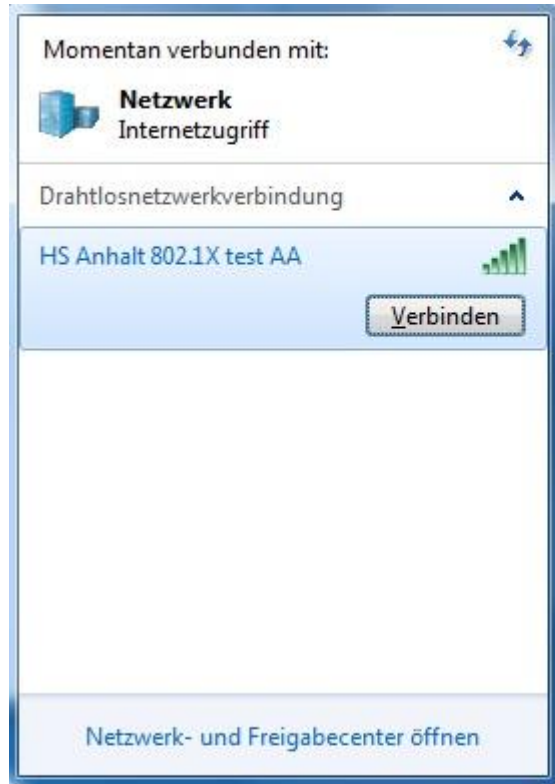 Momentan verbunden mit:
Netzwerk
Internetzugriff
Drahtlosnetzwerkverbindung
HS Anhalt 802.1X test AA
Verbinden
Netzwerk- und Freigabecenter öffnen